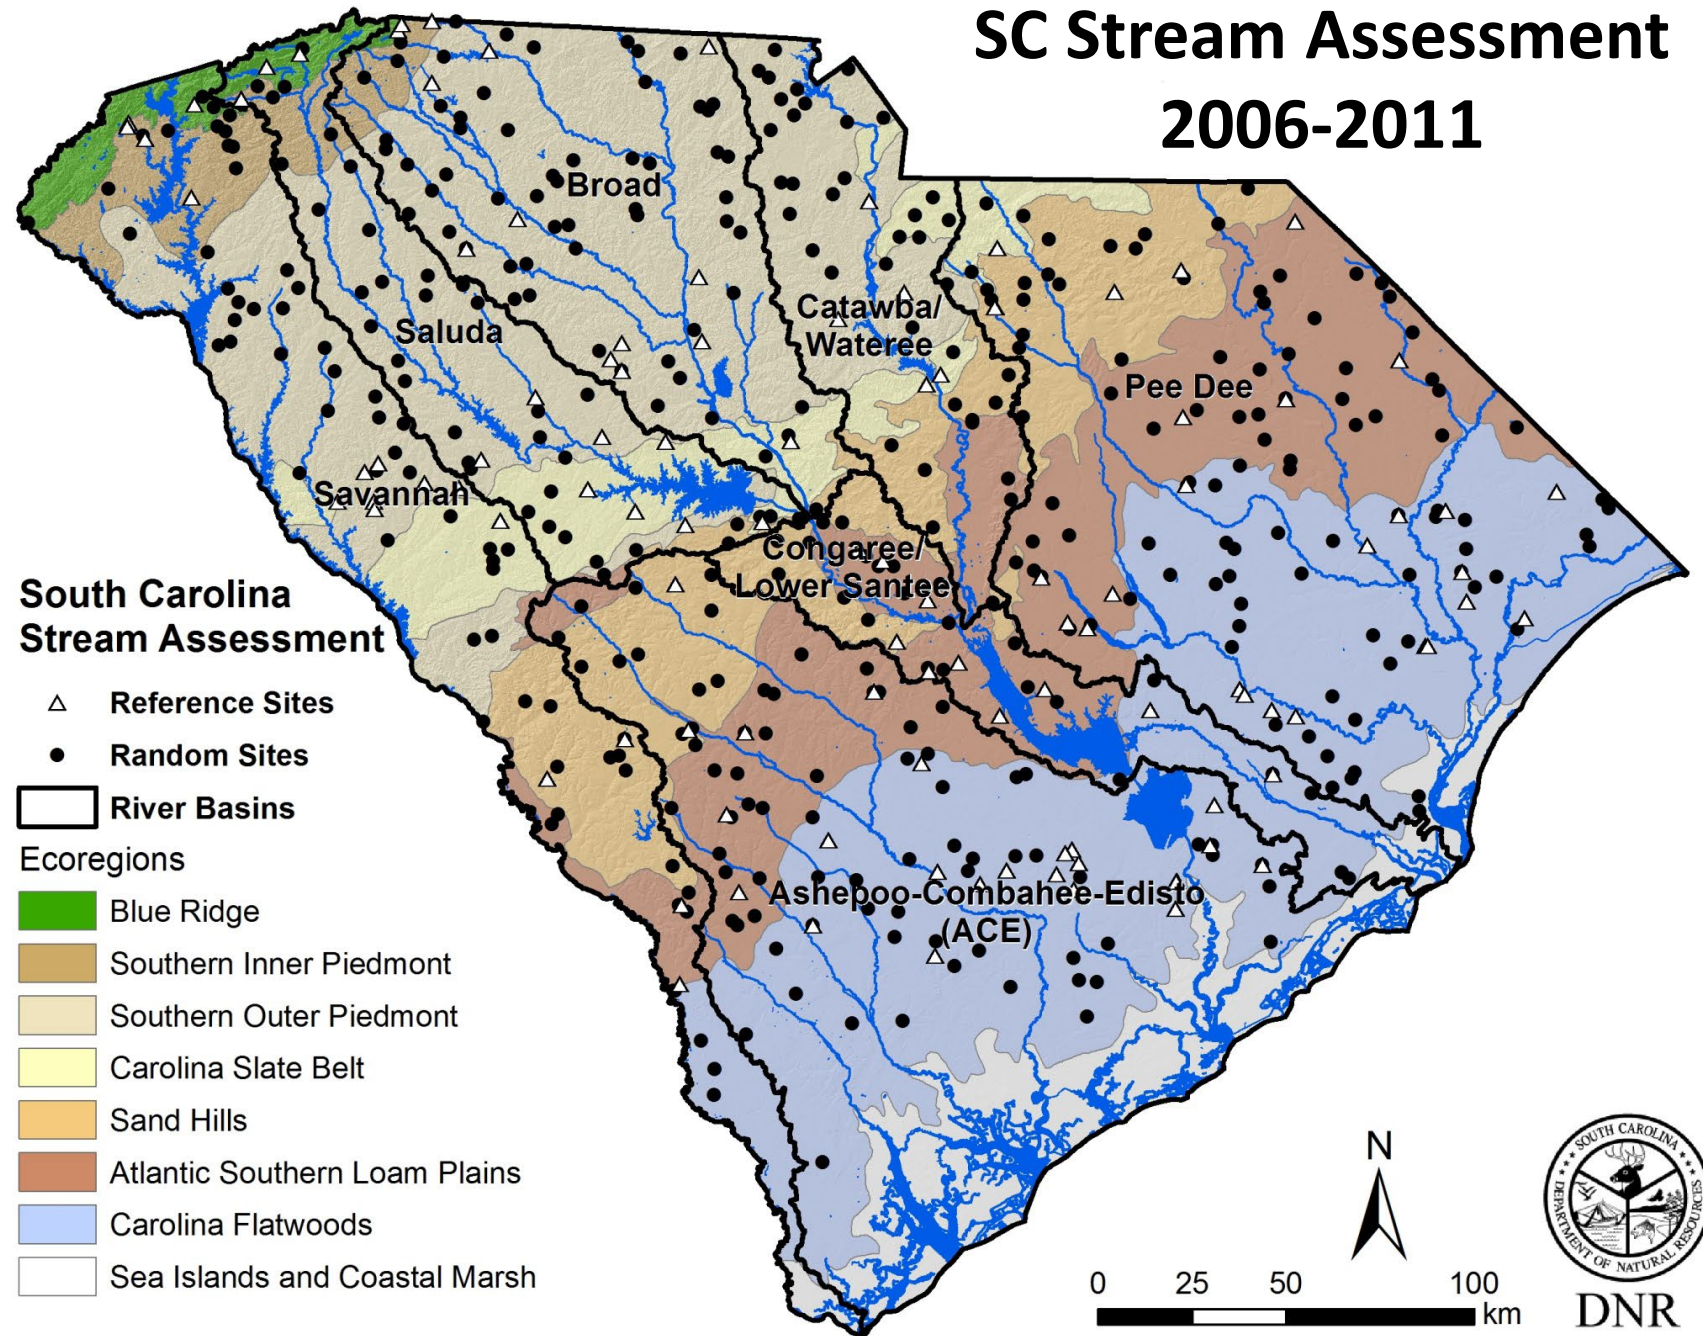 SC Stream Assessment
2006-2011
Broad
Saluda
Catawba/
Wateree
Pee Dee
Savannah
Congaree/
Lower Santee
Ashepoo-Combahee-Edisto
(ACE)
South Carolina
Stream Assessment
Reference Sites
Random Sites
River Basins
Ecoregions
Blue Ridge
Southern Inner Piedmont
Southern Outer Piedmont
Carolina Slate Belt
Sand Hills
Atlantic Southern Loam Plains
Carolina Flatwoods
Sea Islands and Coastal Marsh
N
0 25 50 100
km
SOUTH CAROLINA
DEPARTMENT OF NATURAL RESOURCES
DNR